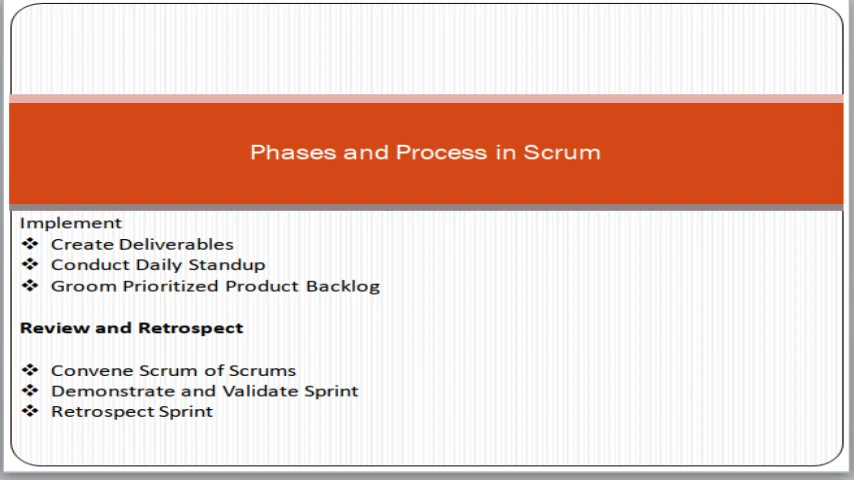 Phases and Process in Scrum
Implement
❖ Create Deliverables
❖ Conduct Daily Standup
❖ Groom Prioritized Product Backlog
Review and Retrospect
❖ Convene Scrum of Scrums
❖ Demonstrate and Validate Sprint
❖ Retrospect Sprint